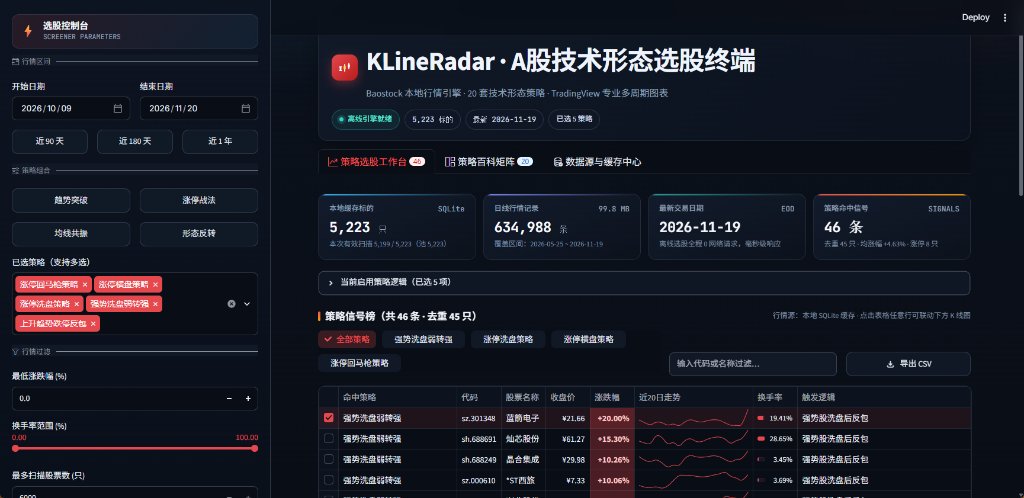 选股控制台
SCREENER PARAMETERS
行情区间
开始日期 结束日期
2026/10/09 2026/11/20
近 90 天 近 180 天 近 1 年
策略组合
趋势突破 涨停战法
均线共振 形态反转
已选策略（支持多选）
涨停回马枪策略 × 涨停横盘策略 ×
涨停洗盘策略 × 强势洗盘弱转强 ×
上升趋势跌停反包 ×
行情过滤
最低涨跌幅 (%)
0.0 − +
换手率范围 (%)
0.00 100.00
最多扫描股票数 (只)
6000
Deploy
KLineRadar · A股技术形态选股终端
Baostock 本地行情引擎 · 20 套技术形态策略 · TradingView 专业多周期图表
离线引擎就绪 5,223 标的 最新 2026-11-19 已选 5 策略
策略选股工作台 46 策略百科矩阵 20 数据源与缓存中心
本地缓存标的 SQLite
5,223 只
本次有效扫描 5,199 / 5,223（池 5,223）
日线行情记录 99.8 MB
634,988 条
覆盖区间：2026-05-25 ~ 2026-11-19
最新交易日期 EOD
2026-11-19
离线选股全程 0 网络请求，毫秒级响应
策略命中信号 SIGNALS
46 条
去重 45 只 · 均涨幅 +4.63% · 涨停 8 只
当前启用策略逻辑（已选 5 项）
策略信号榜（共 46 条 · 去重 45 只）
行情源：本地 SQLite 缓存 · 点击表格任意行可联动下方 K 线图
全部策略 强势洗盘弱转强 涨停洗盘策略 涨停横盘策略
涨停回马枪策略
输入代码或名称过滤... 导出 CSV
命中策略 代码 股票名称 收盘价 涨跌幅 近20日走势 换手率 触发逻辑
强势洗盘弱转强 sz.301348 蓝箭电子 ¥21.66 +20.00% 19.41% 强势股洗盘后反包
强势洗盘弱转强 sh.688691 灿芯股份 ¥61.27 +15.30% 28.65% 强势股洗盘后反包
强势洗盘弱转强 sh.688249 晶合集成 ¥29.98 +10.26% 3.45% 强势股洗盘后反包
强势洗盘弱转强 sz.000610 *ST西旅 ¥7.33 +10.06% 3.69% 强势股洗盘后反包